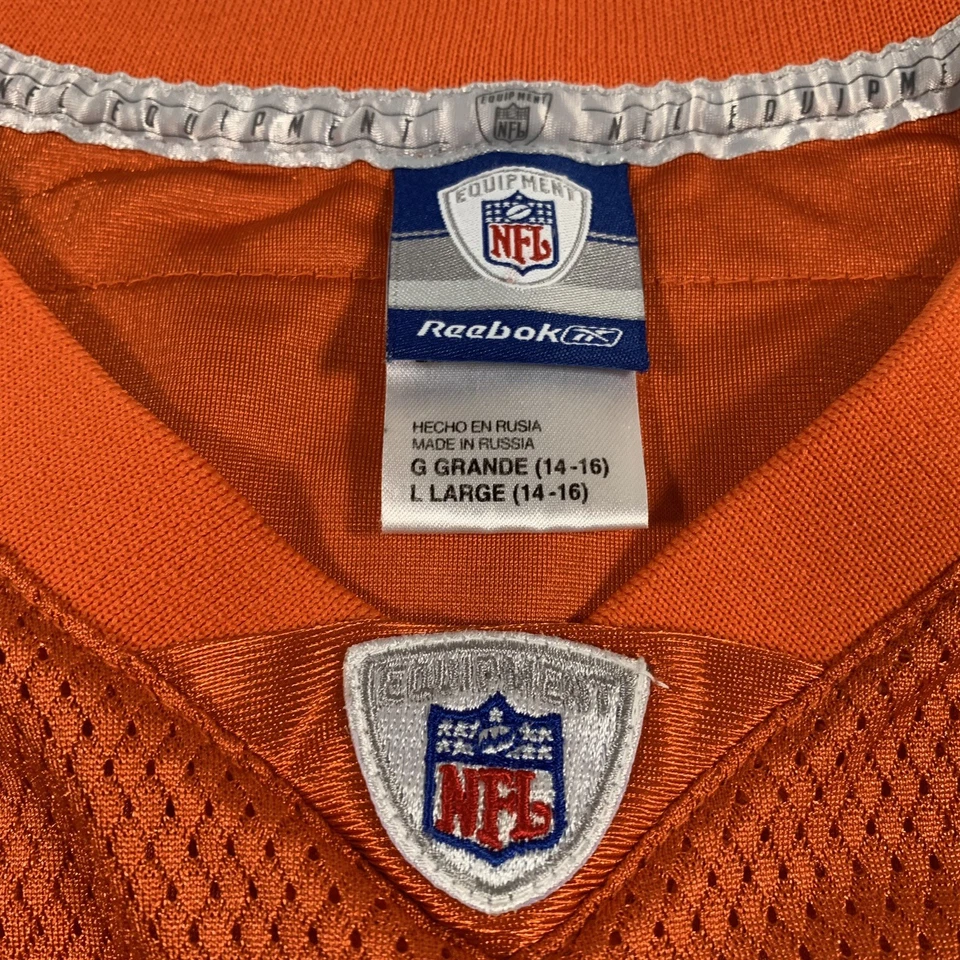 NFL EQUIPMENT
EQUIPMENT
NFL
NFL EQUIPME
EQUIPMENT
NFL
Reebok
HECHO EN RUSIA
MADE IN RUSSIA
G GRANDE (14-16)
L LARGE (14-16)
EQUIPMENT
NFL